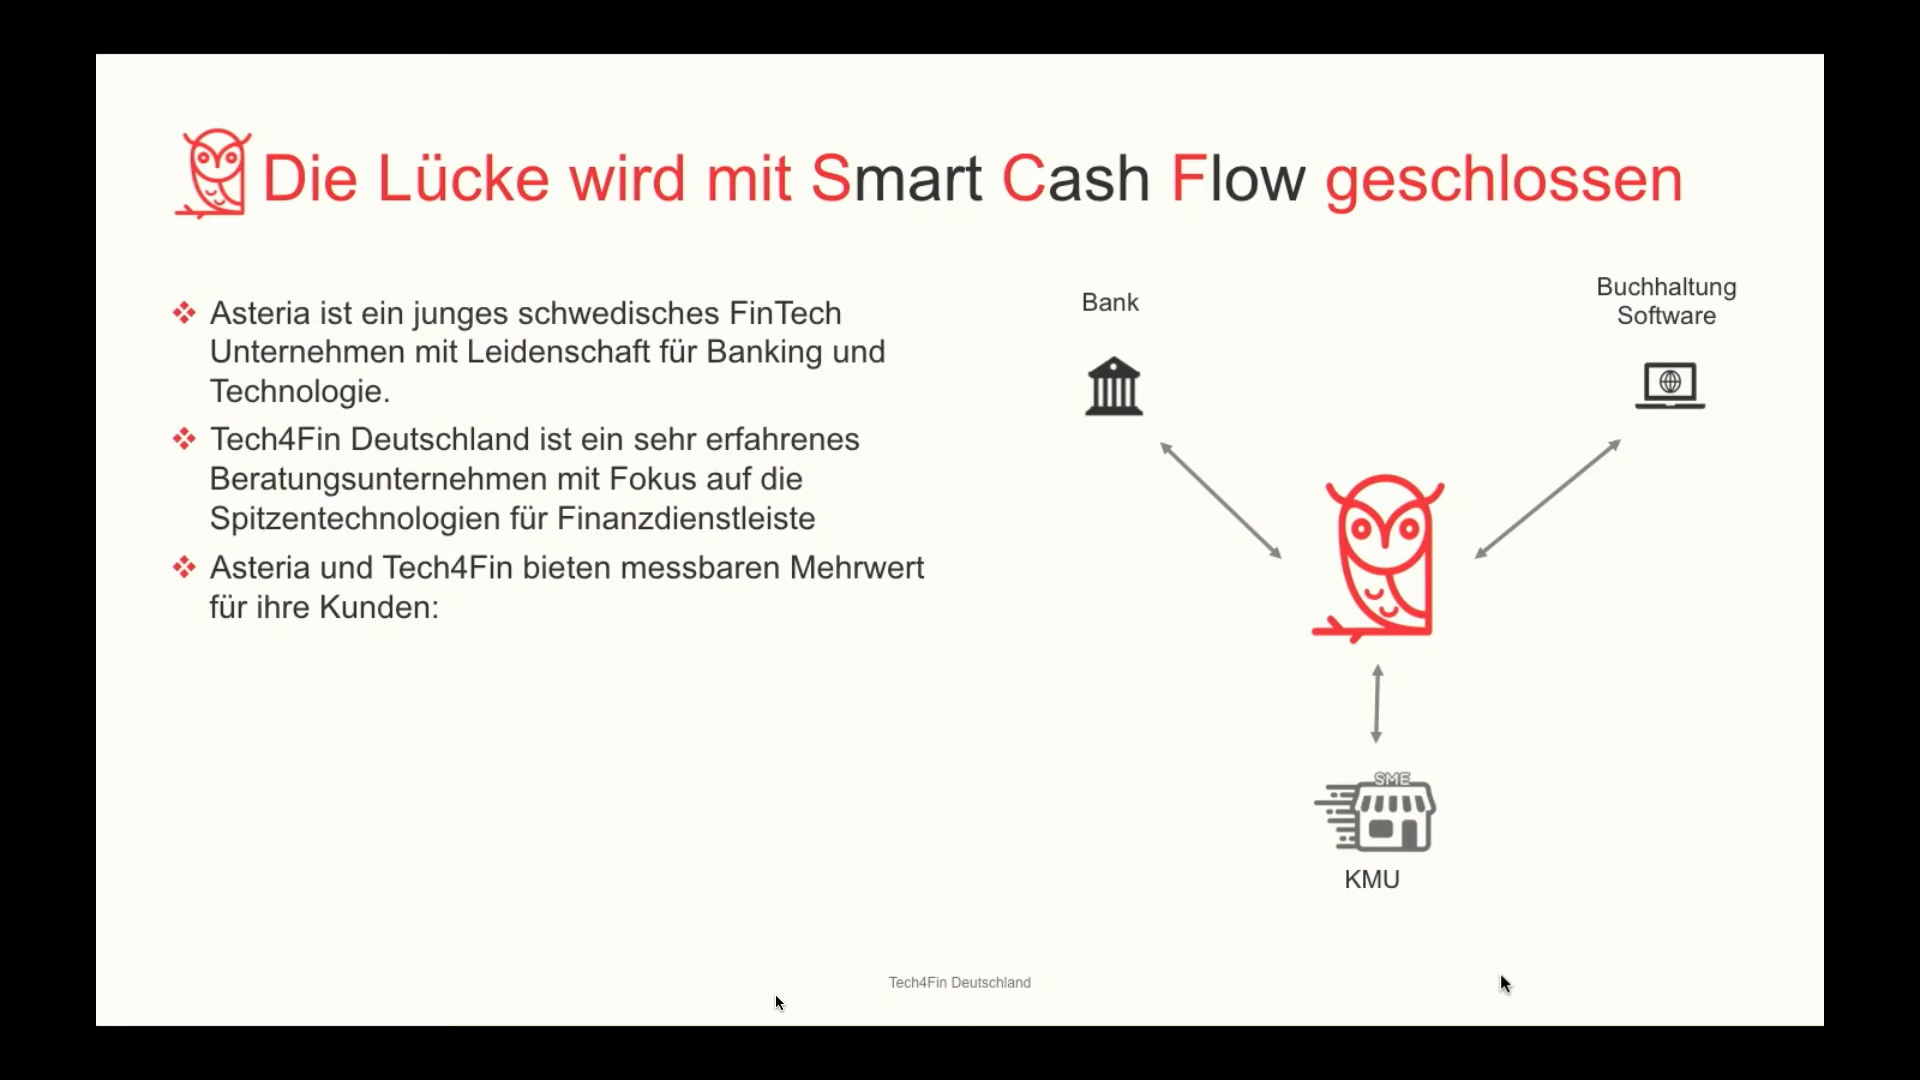 Die Lücke wird mit Smart Cash Flow geschlossen
Asteria ist ein junges schwedisches FinTech
Unternehmen mit Leidenschaft für Banking und
Technologie.
Tech4Fin Deutschland ist ein sehr erfahrenes
Beratungsunternehmen mit Fokus auf die
Spitzentechnologien für Finanzdienstleiste
Asteria und Tech4Fin bieten messbaren Mehrwert
für ihre Kunden:
Bank
Buchhaltung
Software
SME
KMU
Tech4Fin Deutschland